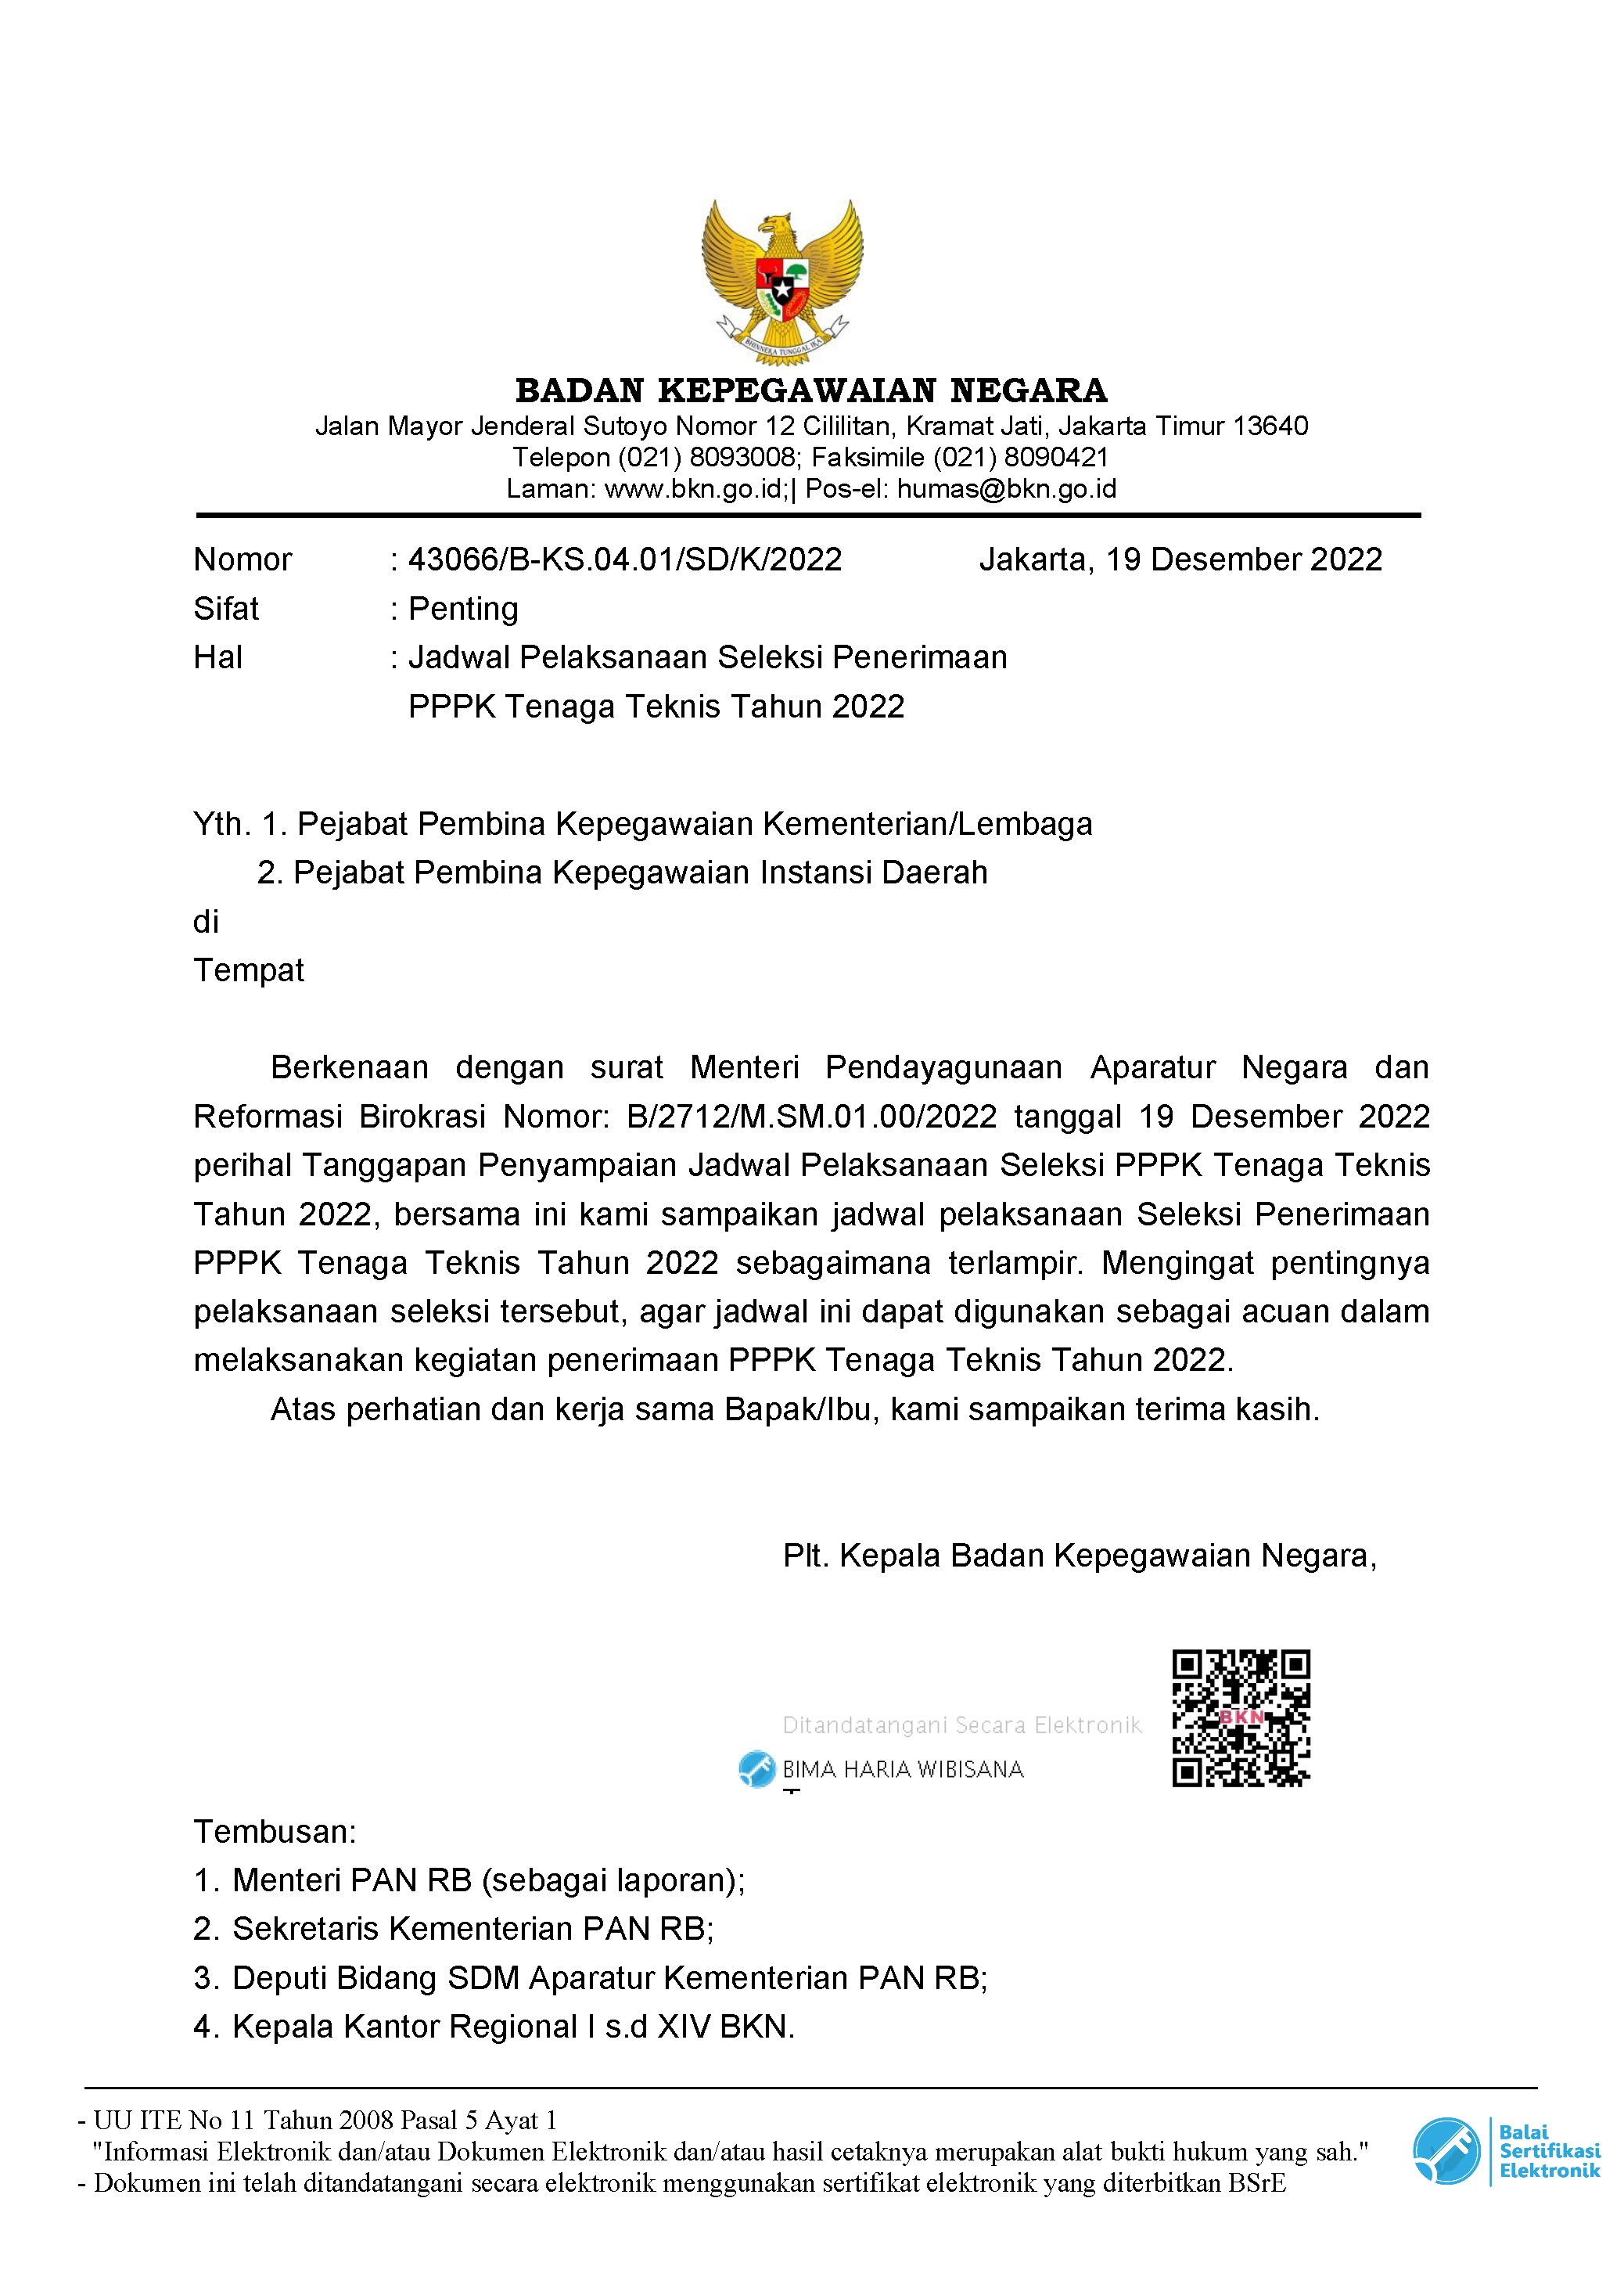 BHINNEKA TUNGGAL IKA
BADAN KEPEGAWAIAN NEGARA
Jalan Mayor Jenderal Sutoyo Nomor 12 Cililitan, Kramat Jati, Jakarta Timur 13640
Telepon (021) 8093008; Faksimile (021) 8090421
Laman: www.bkn.go.id;| Pos-el: humas@bkn.go.id
Nomor : 43066/B-KS.04.01/SD/K/2022 Jakarta, 19 Desember 2022
Sifat : Penting
Hal : Jadwal Pelaksanaan Seleksi Penerimaan
PPPK Tenaga Teknis Tahun 2022
Yth. 1. Pejabat Pembina Kepegawaian Kementerian/Lembaga
2. Pejabat Pembina Kepegawaian Instansi Daerah
di
Tempat
Berkenaan dengan surat Menteri Pendayagunaan Aparatur Negara dan
Reformasi Birokrasi Nomor: B/2712/M.SM.01.00/2022 tanggal 19 Desember 2022
perihal Tanggapan Penyampaian Jadwal Pelaksanaan Seleksi PPPK Tenaga Teknis
Tahun 2022, bersama ini kami sampaikan jadwal pelaksanaan Seleksi Penerimaan
PPPK Tenaga Teknis Tahun 2022 sebagaimana terlampir. Mengingat pentingnya
pelaksanaan seleksi tersebut, agar jadwal ini dapat digunakan sebagai acuan dalam
melaksanakan kegiatan penerimaan PPPK Tenaga Teknis Tahun 2022.
Atas perhatian dan kerja sama Bapak/Ibu, kami sampaikan terima kasih.
Plt. Kepala Badan Kepegawaian Negara,
Ditandatangani Secara Elektronik
BKN
BIMA HARIA WIBISANA
Tembusan:
1. Menteri PAN RB (sebagai laporan);
2. Sekretaris Kementerian PAN RB;
3. Deputi Bidang SDM Aparatur Kementerian PAN RB;
4. Kepala Kantor Regional I s.d XIV BKN.
- UU ITE No 11 Tahun 2008 Pasal 5 Ayat 1
"Informasi Elektronik dan/atau Dokumen Elektronik dan/atau hasil cetaknya merupakan alat bukti hukum yang sah."
- Dokumen ini telah ditandatangani secara elektronik menggunakan sertifikat elektronik yang diterbitkan BSrE
Balai
Sertifikasi
Elektronik